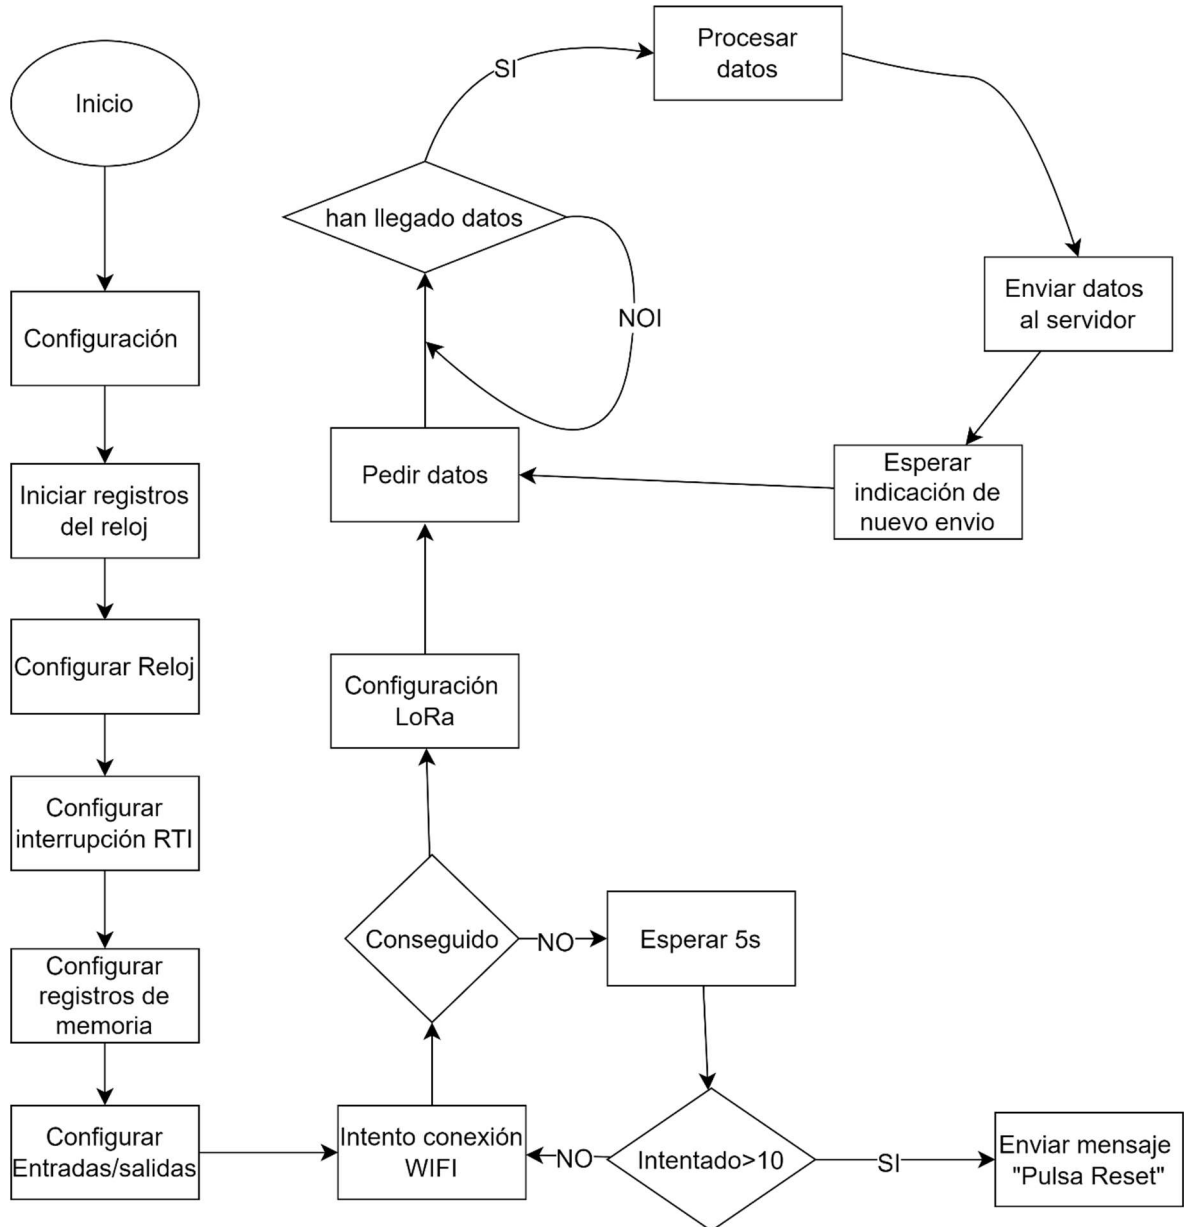 Inicio
Configuración
Iniciar registros
del reloj
Configurar Reloj
Configurar
interrupción RTI
Configurar
registros de
memoria
Configurar
Entradas/salidas
Intento conexión
WIFI
Conseguido
NO
Esperar 5s
Intentado>10
NO
SI
Enviar mensaje
"Pulsa Reset"
Configuración
LoRa
Pedir datos
han llegado datos
NOI
SI
Procesar
datos
Enviar datos
al servidor
Esperar
indicación de
nuevo envio